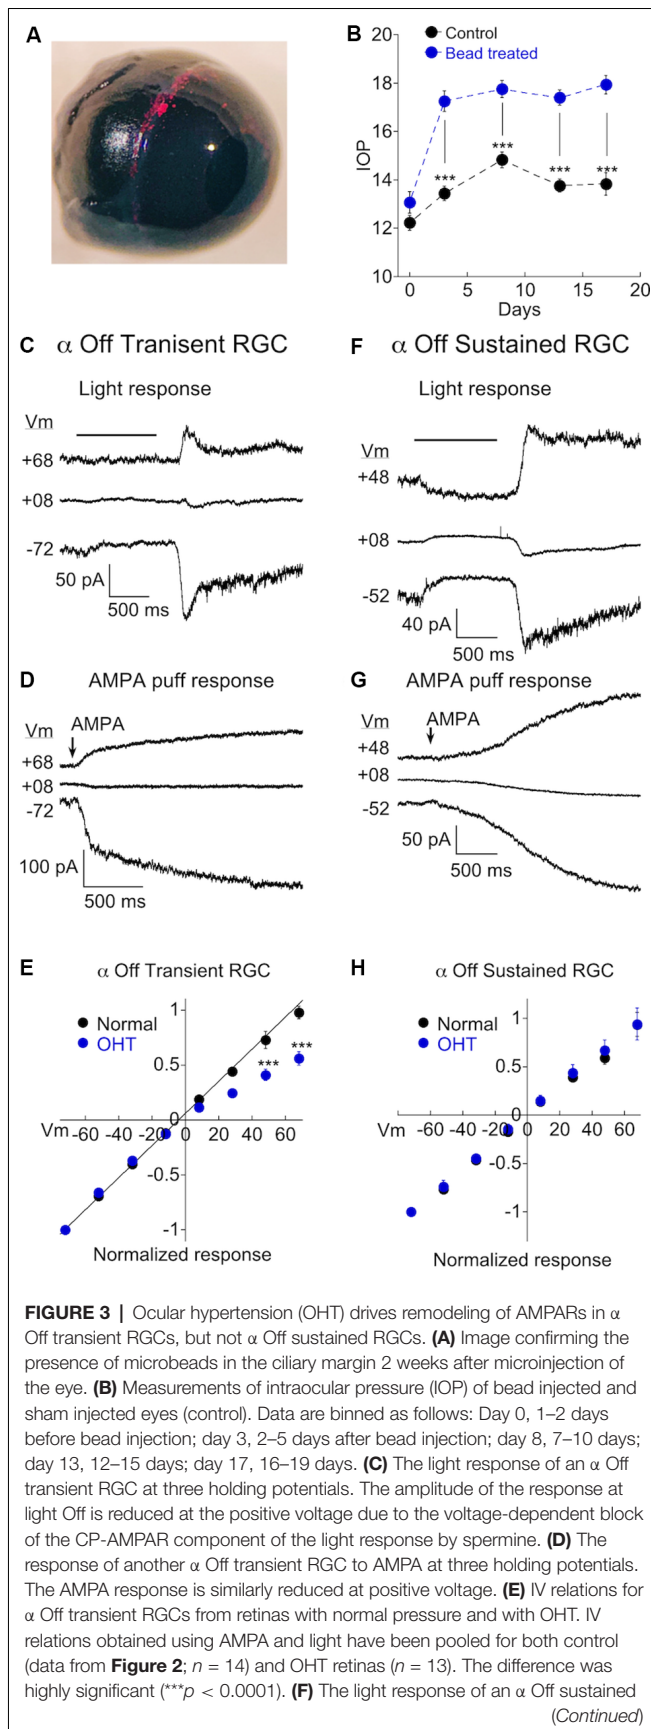 A
B
20
18
16
14
12
10
IOP
Control
Bead treated
***
***
***
***
0
5
10
15
20
Days
C
α Off Tranisent RGC
Light response
Vm
+68
+08
-72
50 pA
500 ms
F
α Off Sustained RGC
Light response
Vm
+48
+08
-52
40 pA
500 ms
D
AMPA puff response
Vm
AMPA
+68
+08
-72
100 pA
500 ms
G
AMPA puff response
Vm
AMPA
+48
+08
-52
50 pA
500 ms
E
α Off Transient RGC
1
Normal
OHT
0.5
***
***
0
Vm
-60
-40
-20
0
20
40
60
-0.5
-1
Normalized response
H
α Off Sustained RGC
1
Normal
OHT
0.5
0
Vm
-60
-40
-20
0
20
40
60
-0.5
-1
Normalized response
FIGURE 3 | Ocular hypertension (OHT) drives remodeling of AMPARs in α
Off transient RGCs, but not α Off sustained RGCs. (A) Image confirming the
presence of microbeads in the ciliary margin 2 weeks after microinjection of
the eye. (B) Measurements of intraocular pressure (IOP) of bead injected and
sham injected eyes (control). Data are binned as follows: Day 0, 1–2 days
before bead injection; day 3, 2–5 days after bead injection; day 8, 7–10 days;
day 13, 12–15 days; day 17, 16–19 days. (C) The light response of an α Off
transient RGC at three holding potentials. The amplitude of the response at
light Off is reduced at the positive voltage due to the voltage-dependent block
of the CP-AMPAR component of the light response by spermine. (D) The
response of another α Off transient RGC to AMPA at three holding potentials.
The AMPA response is similarly reduced at positive voltage. (E) IV relations for
α Off transient RGCs from retinas with normal pressure and with OHT. IV
relations obtained using AMPA and light have been pooled for both control
(data from Figure 2; n = 14) and OHT retinas (n = 13). The difference was
highly significant (***p < 0.0001). (F) The light response of an α Off sustained
(Continued)